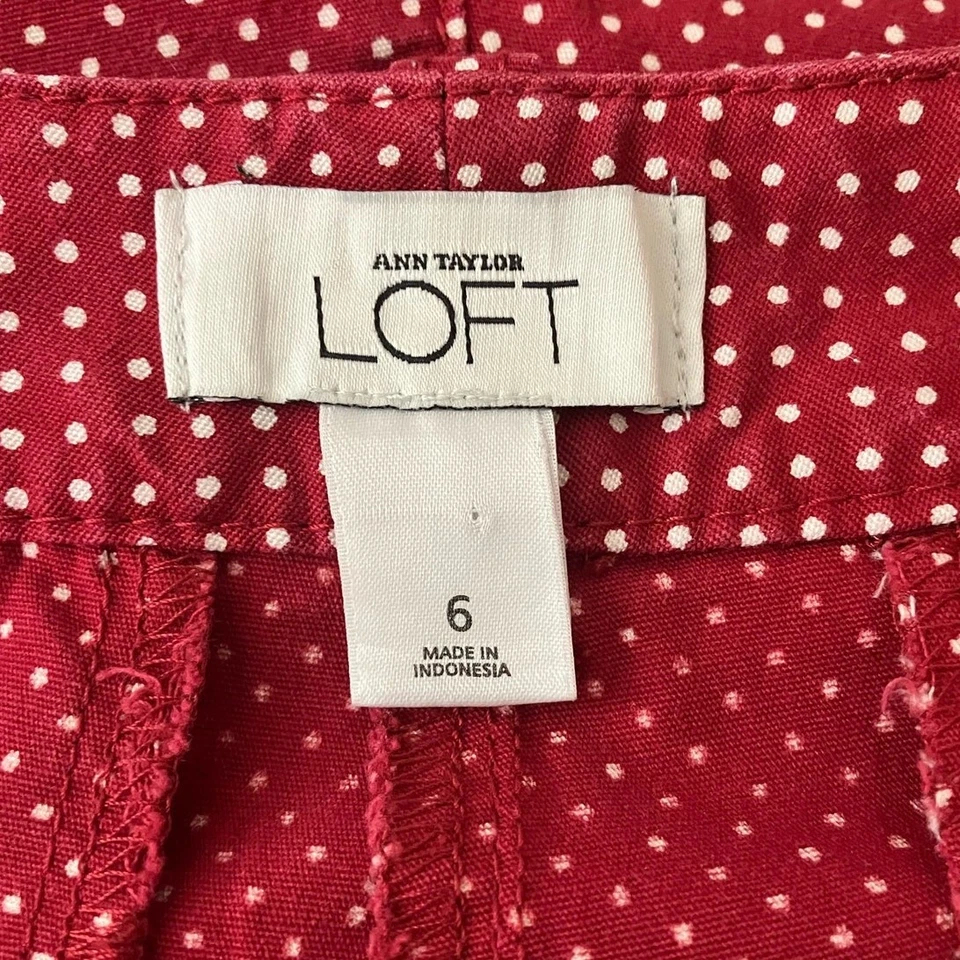 ANN TAYLOR
LOFT
6
MADE IN
INDONESIA